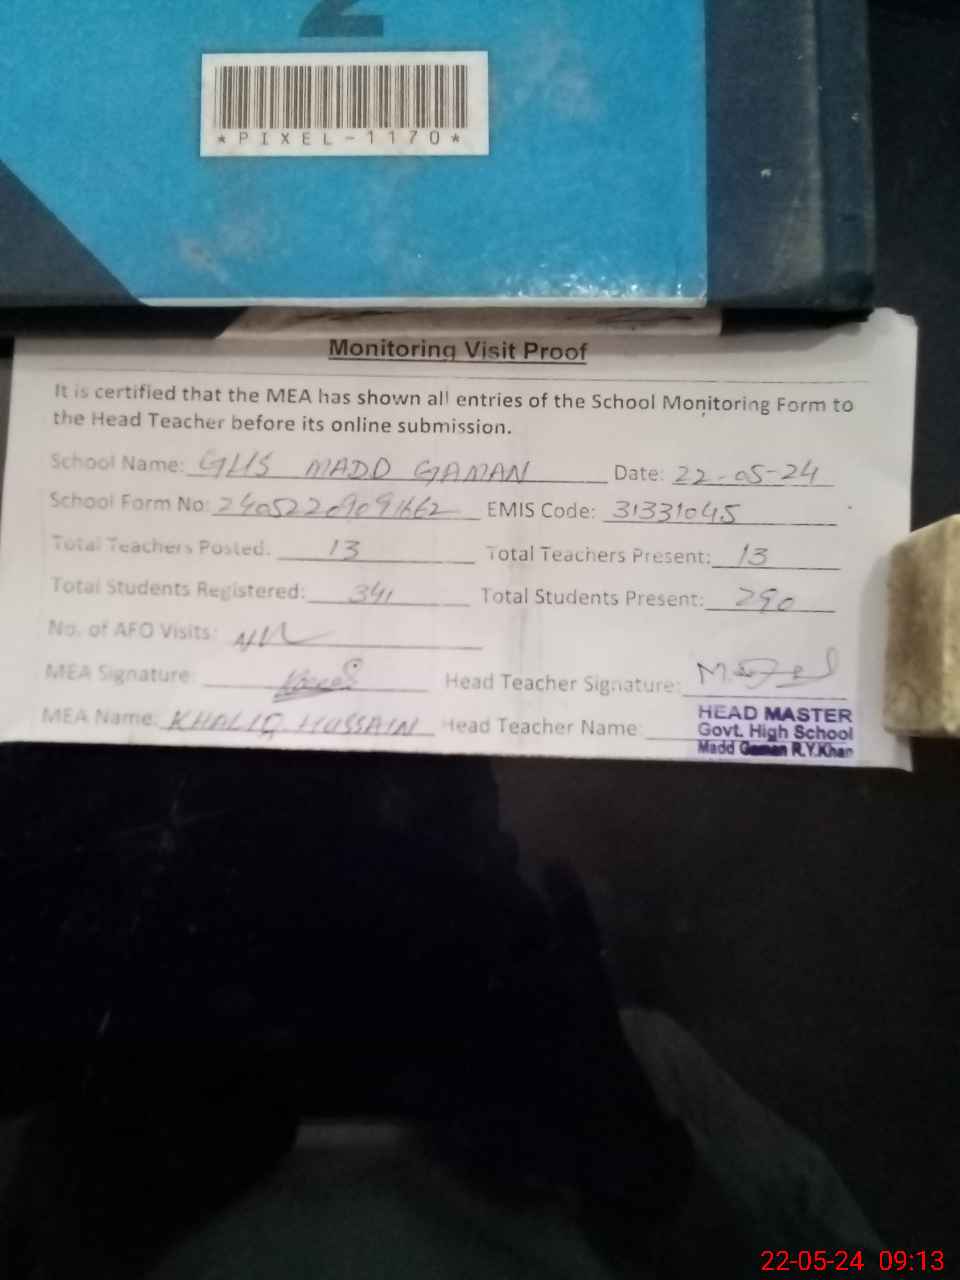 2
*PIXEL-1170*
Monitoring Visit Proof
It is certified that the MEA has shown all entries of the School Monitoring Form to
the Head Teacher before its online submission.
School Name: GHS MADD GAMAN Date: 22-05-24
School Form No: 24052209091662 EMIS Code: 31331045
Total Teachers Posted: 13 Total Teachers Present: 13
Total Students Registered: 341 Total Students Present: 290
No. of AFO Visits: Nil
MEA Signature: Head Teacher Signature:
MEA Name: KHALIQ HUSSAIN Head Teacher Name:
HEAD MASTER
Govt. High School
Madd Gaman R.Y.Khan
22-05-24 09:13